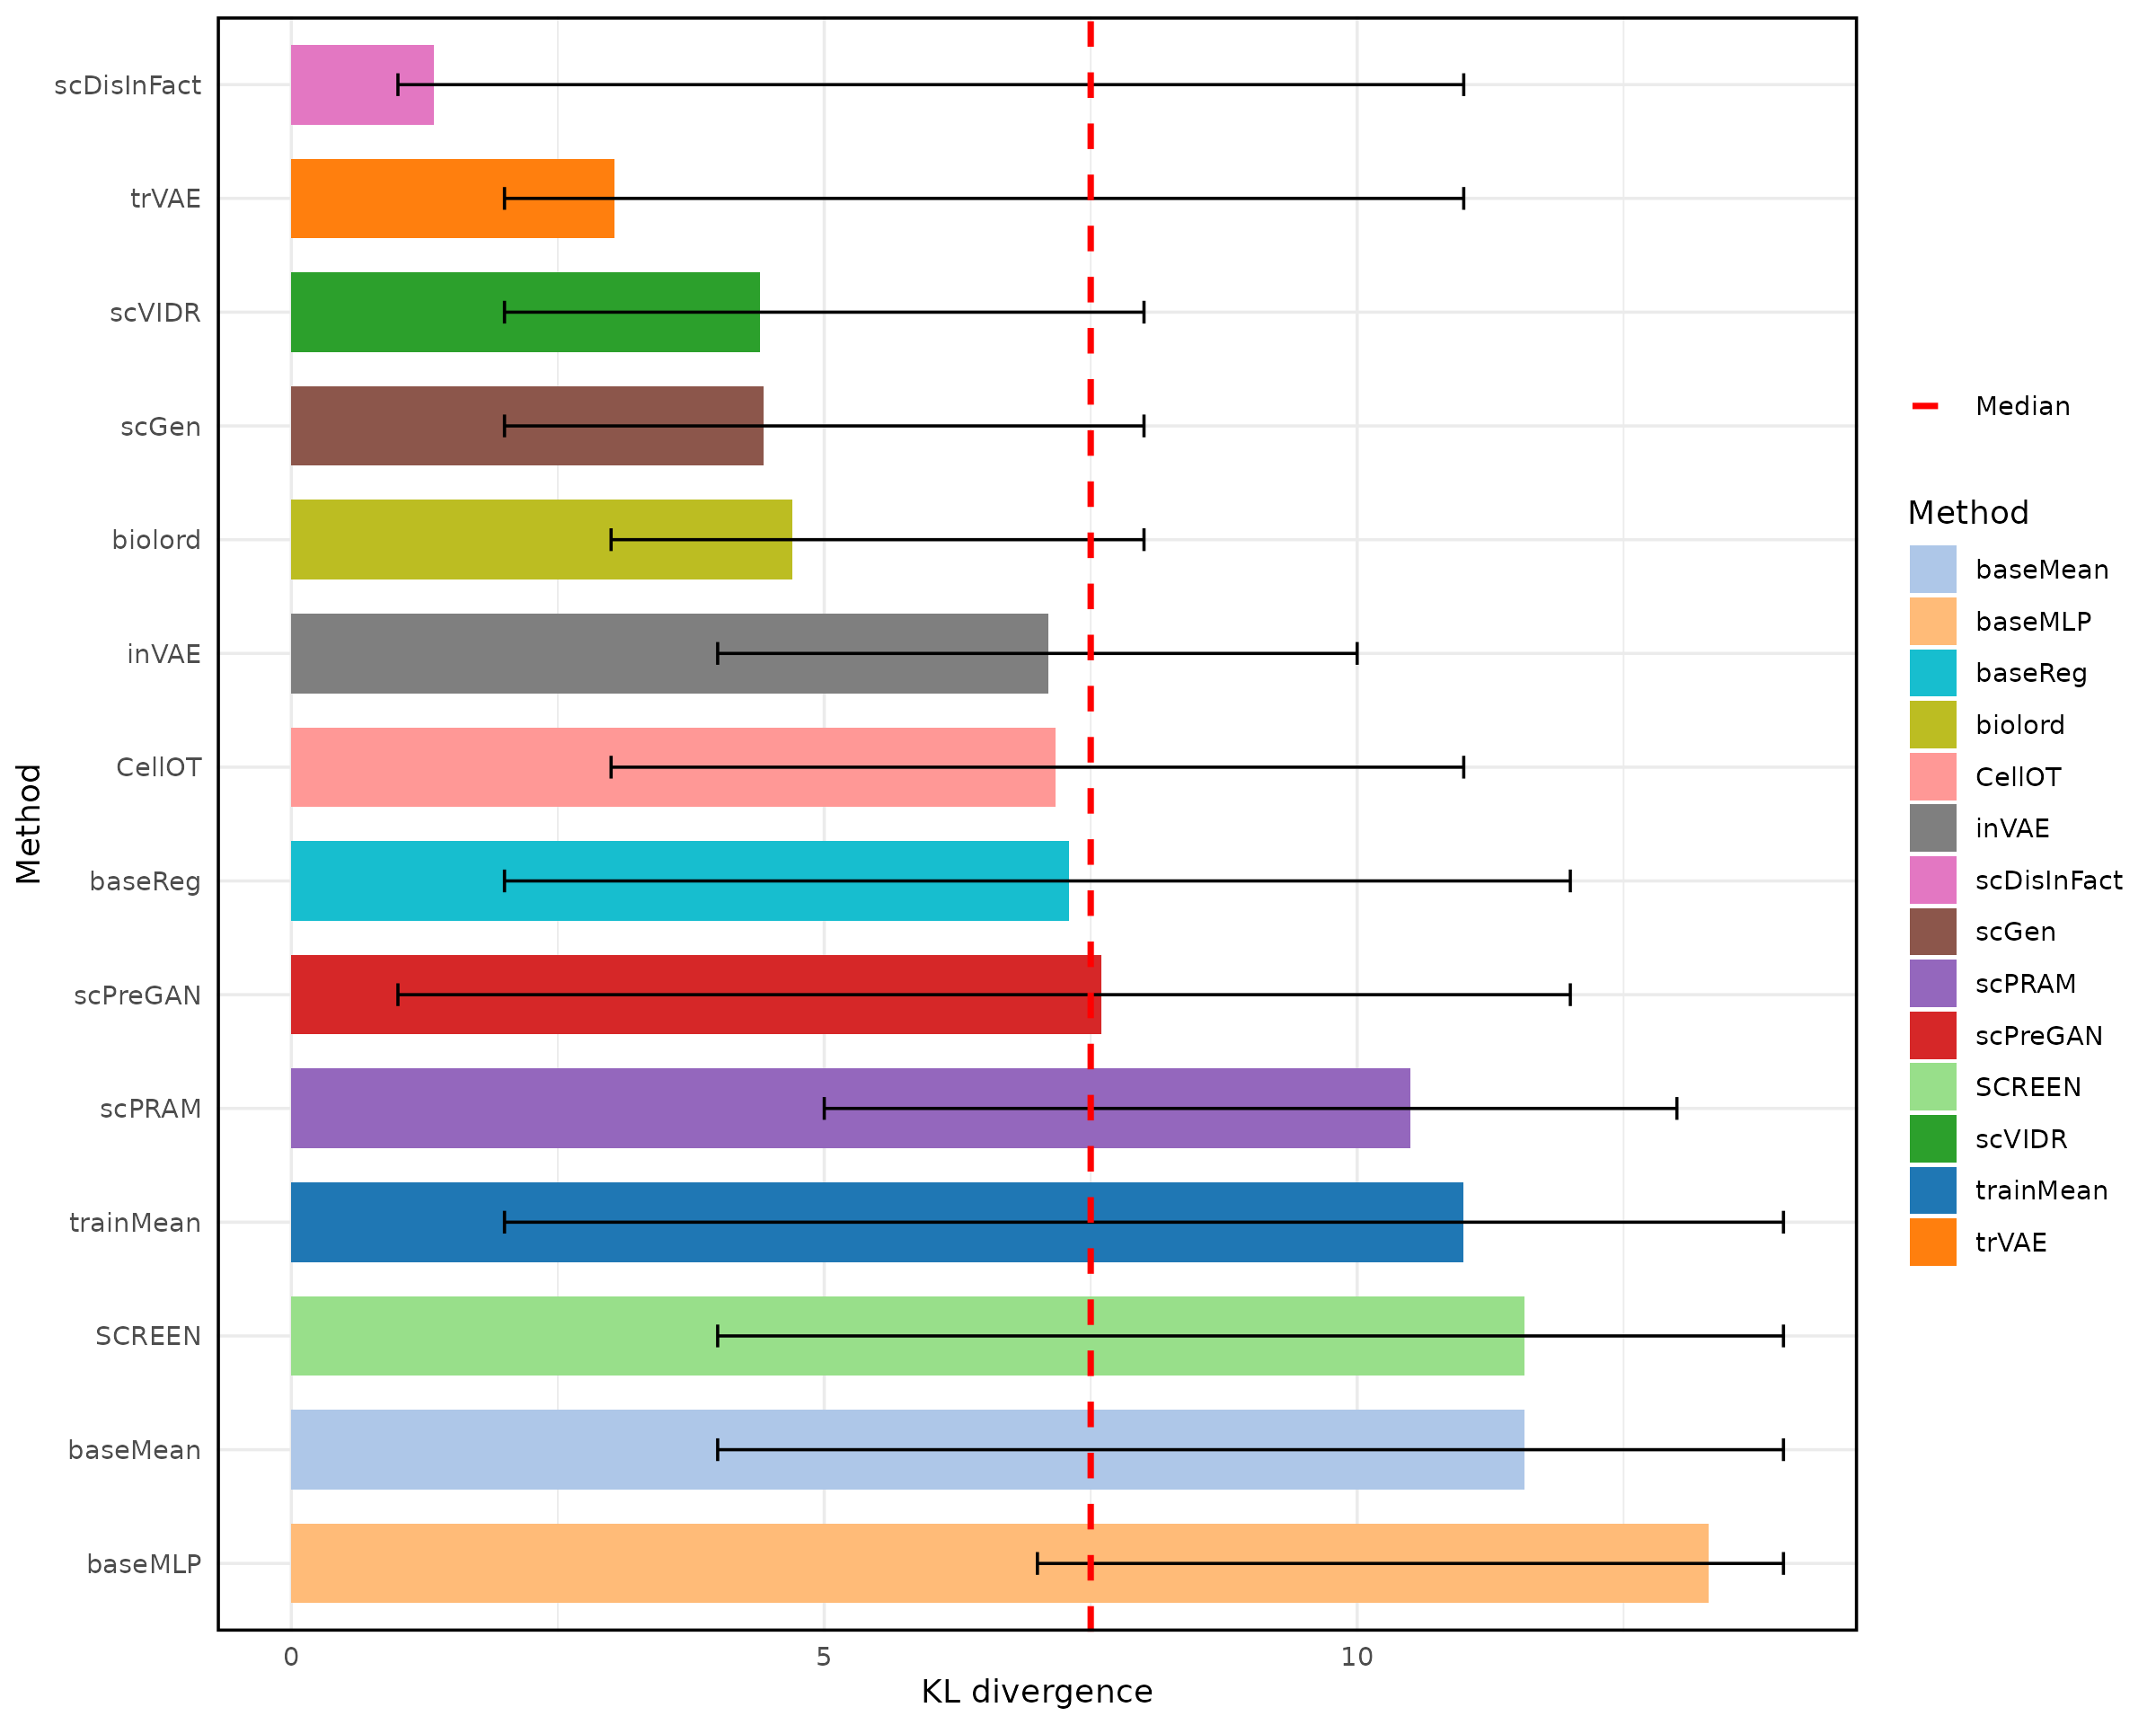 scDisInFact
trVAE
scVIDR
scGen
biolord
inVAE
CellOT
baseReg
scPreGAN
scPRAM
trainMean
SCREEN
baseMean
baseMLP
Method
0 5 10
KL divergence
Median
Method
baseMean
baseMLP
baseReg
biolord
CellOT
inVAE
scDisInFact
scGen
scPRAM
scPreGAN
SCREEN
scVIDR
trainMean
trVAE